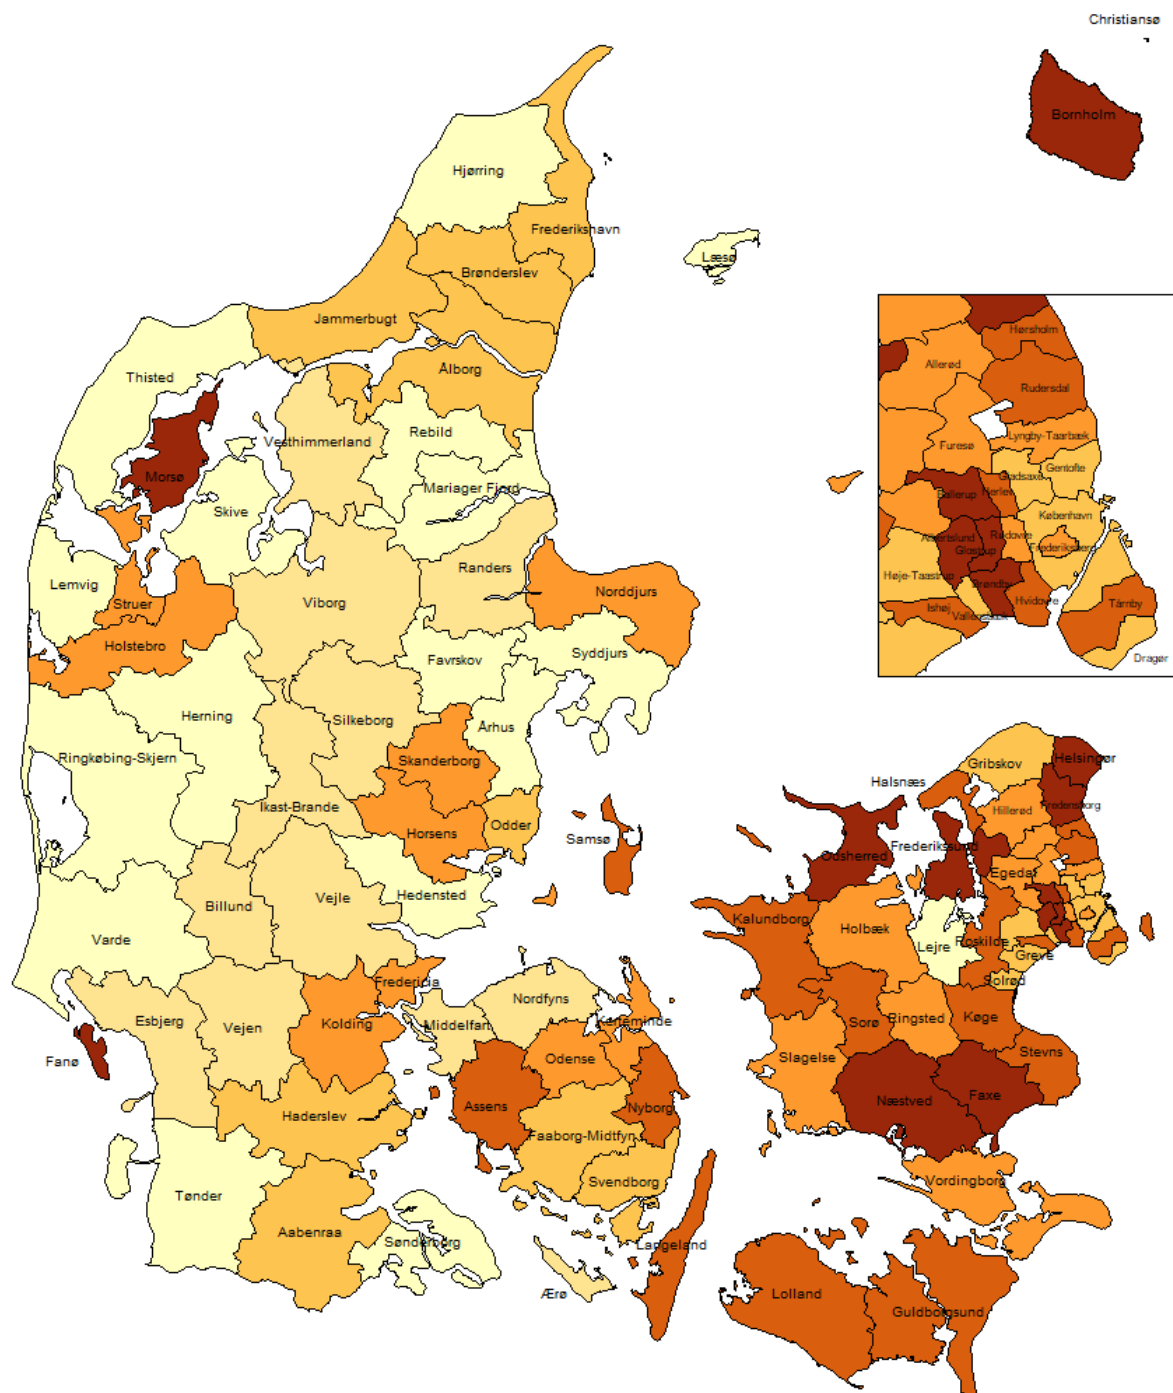 Christiansø
Bornholm
Hjørring
Frederikshavn
Læsø
Brønderslev
Jammerbugt
Hørsholm
Ålborg
Allerød
Thisted
Rudersdal
Rebild
Vesthimmerland
Lyngby-Taarbæk
Furesø
Gentofte
Morsø
Gladsaxe
Mariager Fjord
Ballerup
Herlev
Skive
København
Albertslund
Rødovre
Glostrup
Frederiksberg
Randers
Lemvig
Høje-Taastrup
Brøndby
Norddjurs
Viborg
Struer
Ishøj
Hvidovre
Tårnby
Vallensbæk
Holstebro
Favrskov
Syddjurs
Dragør
Herning
Silkeborg
Århus
Ringkøbing-Skjern
Skanderborg
Gribskov
Helsingør
Halsnæs
Ikast-Brande
Fredensborg
Hillerød
Horsens
Odder
Samsø
Frederikssund
Odsherred
Egedal
Vejle
Hedensted
Billund
Kalundborg
Holbæk
Varde
Roskilde
Lejre
Greve
Fredericia
Solrød
Nordfyns
Esbjerg
Vejen
Kolding
Middelfart
Kerteminde
Sorø
Ringsted
Køge
Stevns
Fanø
Odense
Slagelse
Assens
Nyborg
Næstved
Faxe
Haderslev
Faaborg-Midtfyn
Svendborg
Vordingborg
Tønder
Aabenraa
Sønderborg
Langeland
Ærø
Lolland
Guldborgsund